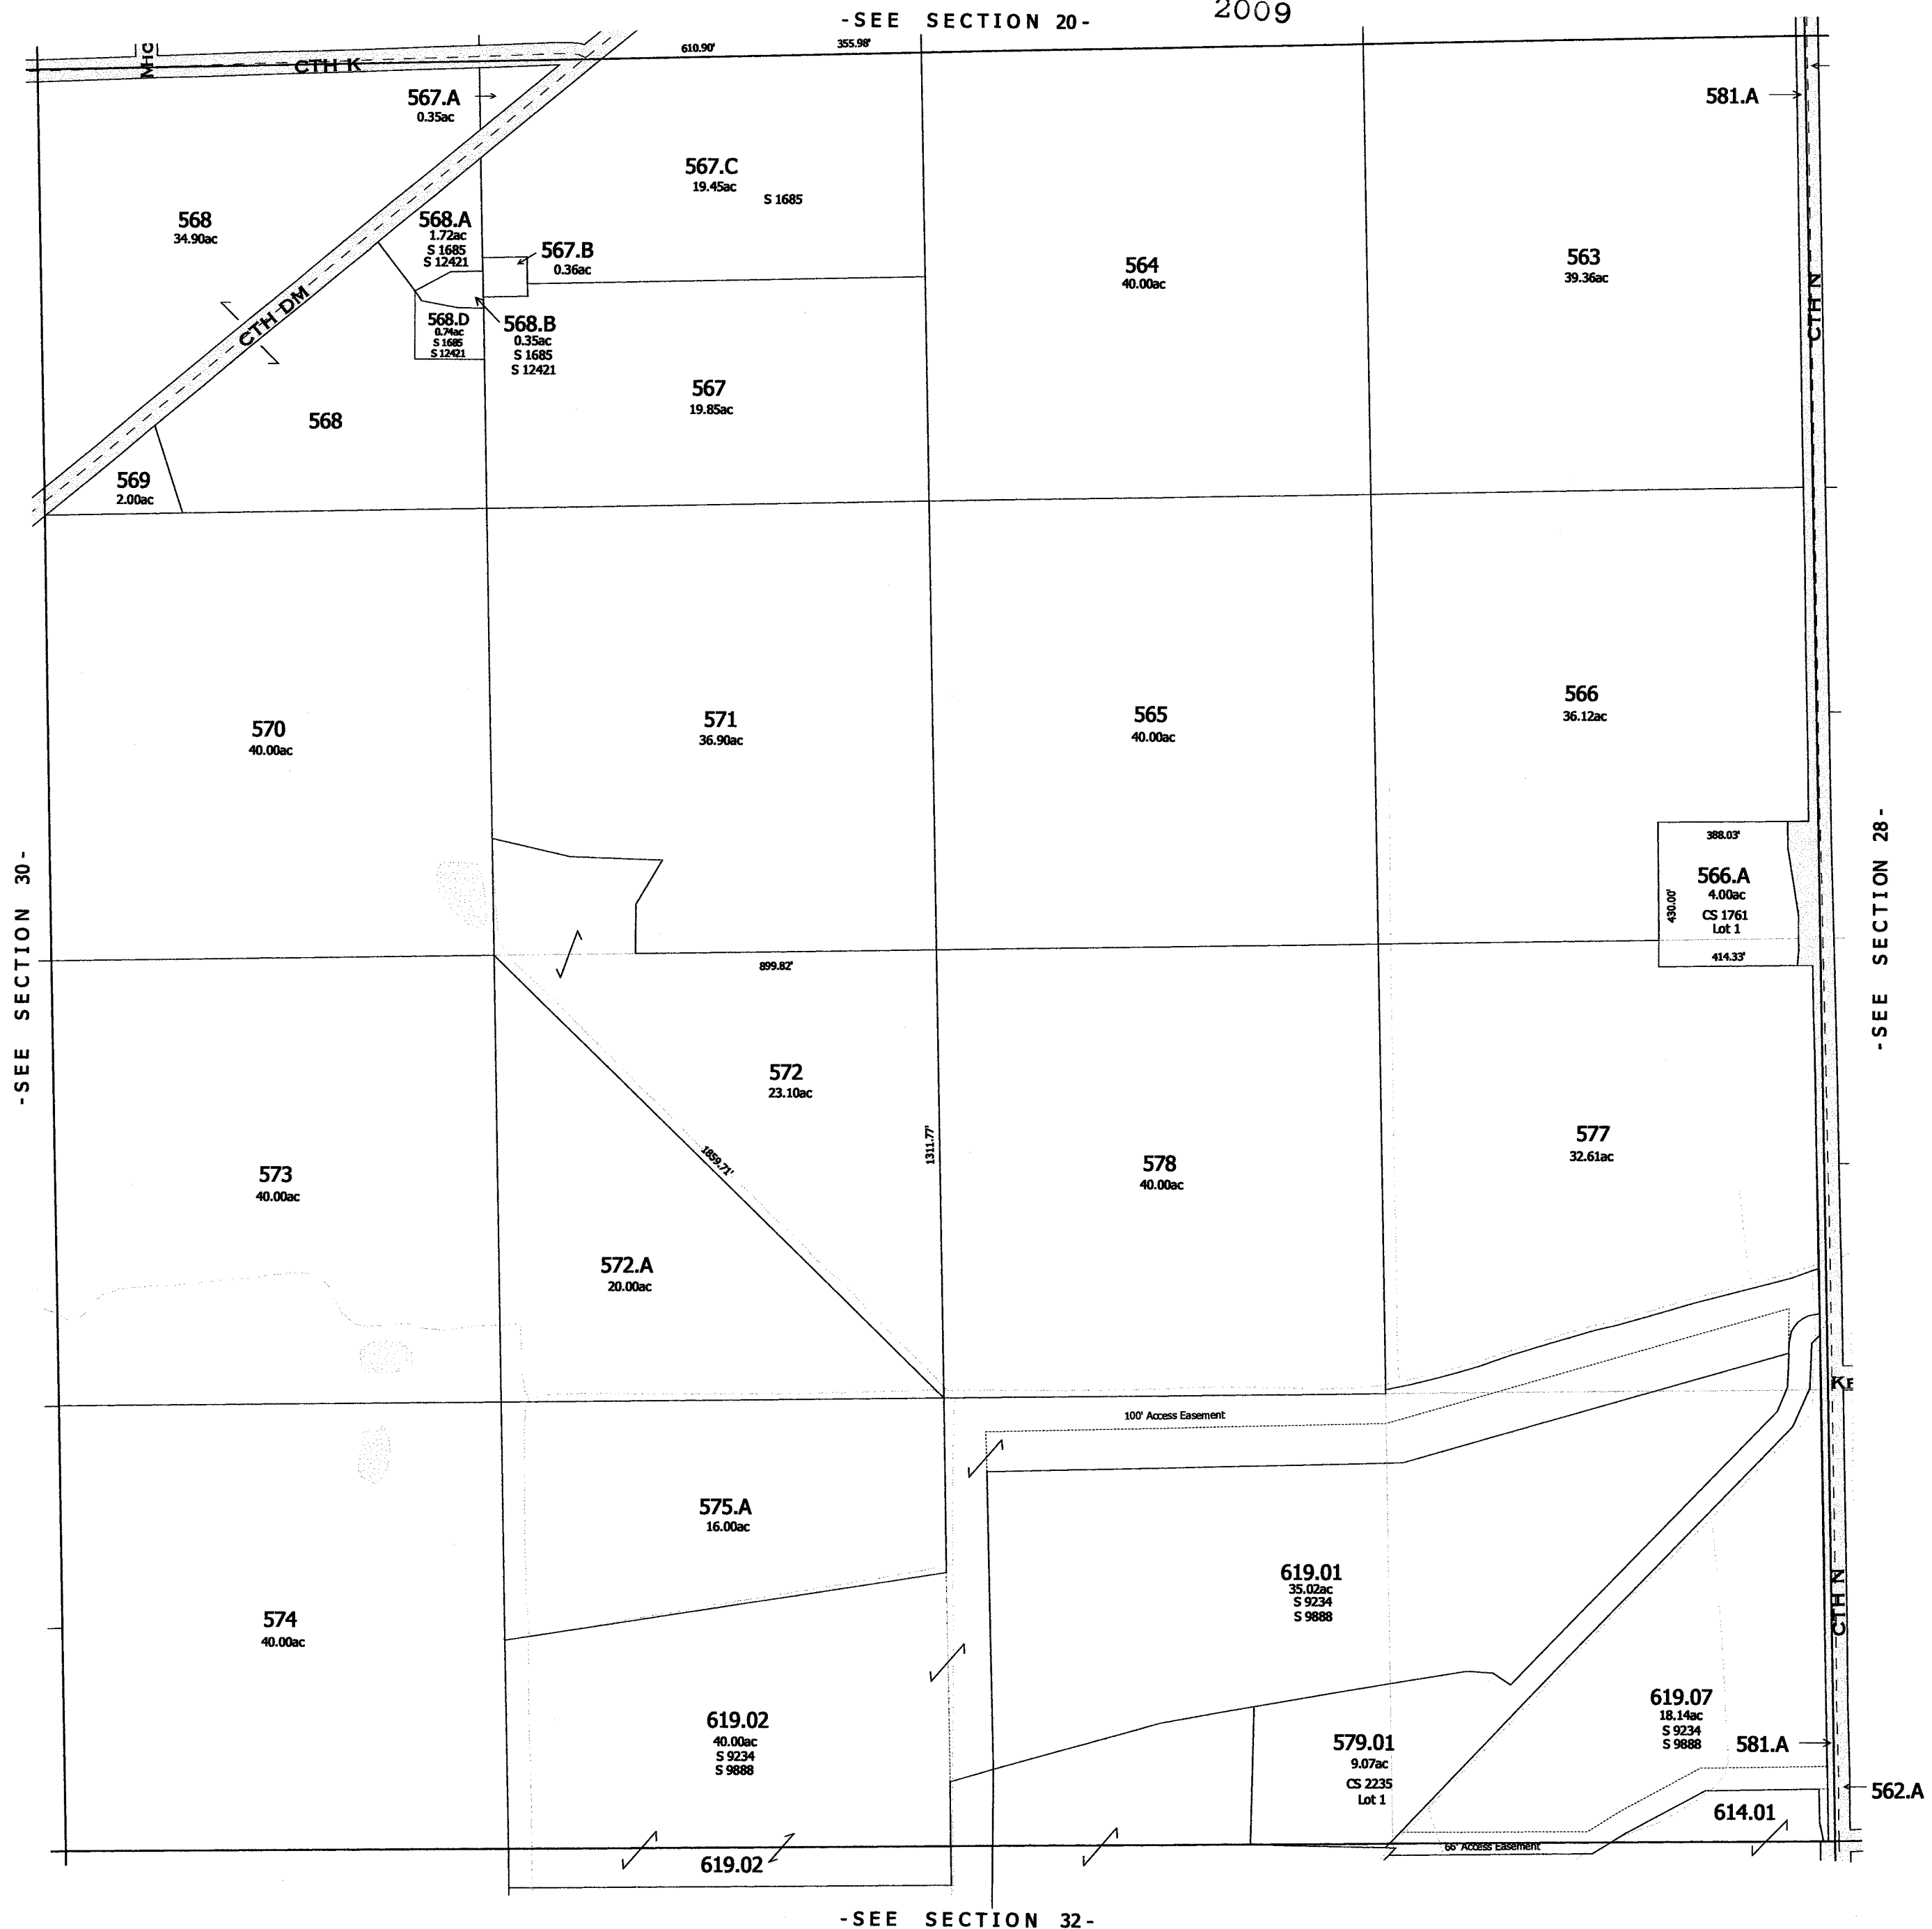 2009
-SEE SECTION 20-
610.90'
355.98'
CTH K
567.A
0.35ac
581.A
567.C
19.45ac
S 1685
568
34.90ac
568.A
1.72ac
S 1685
S 12421
567.B
0.36ac
564
40.00ac
563
39.36ac
CTH N
CTH DM
568.D
0.74ac
S 1685
S 12421
568.B
0.35ac
S 1685
S 12421
567
19.85ac
568
569
2.00ac
570
40.00ac
571
36.90ac
565
40.00ac
566
36.12ac
388.03'
566.A
4.00ac
CS 1761
Lot 1
430.00'
414.33'
-SEE SECTION 30-
-SEE SECTION 28-
899.82'
572
23.10ac
1859.71'
1311.77'
573
40.00ac
578
40.00ac
577
32.61ac
572.A
20.00ac
100' Access Easement
575.A
16.00ac
619.01
35.02ac
S 9234
S 9888
CTH N
574
40.00ac
619.02
40.00ac
S 9234
S 9888
579.01
9.07ac
CS 2235
Lot 1
619.07
18.14ac
S 9234
S 9888
581.A
562.A
614.01
66' Access Easement
619.02
-SEE SECTION 32-